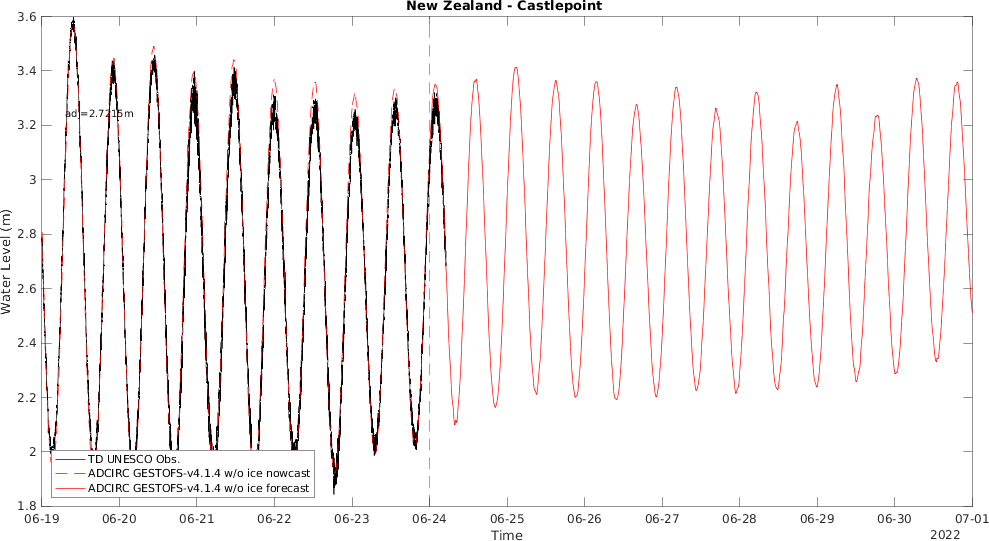 New Zealand - Castlepoint
Water Level (m)
3.6
3.4
3.2
3
2.8
2.6
2.4
2.2
2
1.8
adj=2.7215m
TD UNESCO Obs.
ADCIRC GESTOFS-v4.1.4 w/o ice nowcast
ADCIRC GESTOFS-v4.1.4 w/o ice forecast
06-19 06-20 06-21 06-22 06-23 06-24 06-25 06-26 06-27 06-28 06-29 06-30 07-01
Time
2022